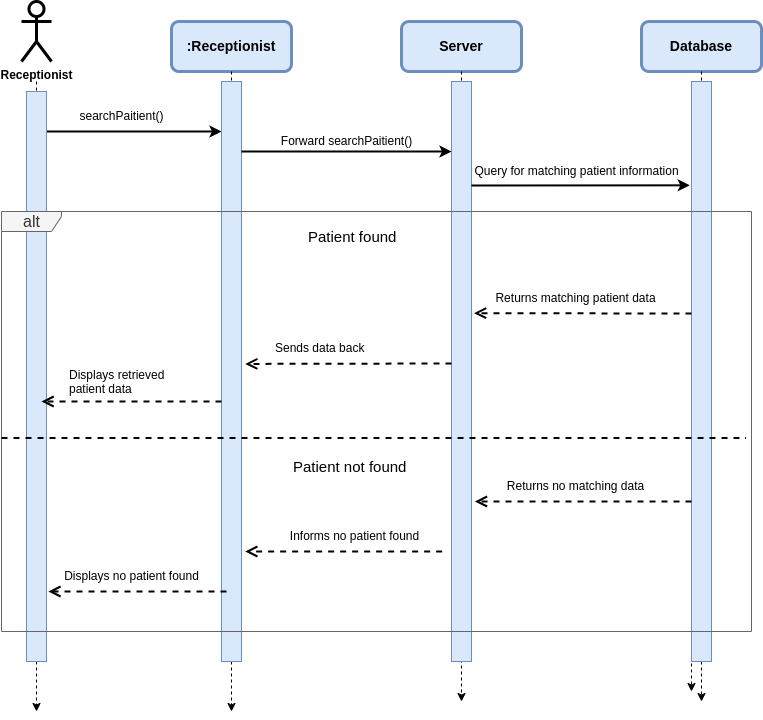 Receptionist
:Receptionist
Server
Database
searchPaitient()
Forward searchPaitient()
Query for matching patient information
alt
Patient found
Returns matching patient data
Sends data back
Displays retrieved
patient data
Patient not found
Returns no matching data
Informs no patient found
Displays no patient found